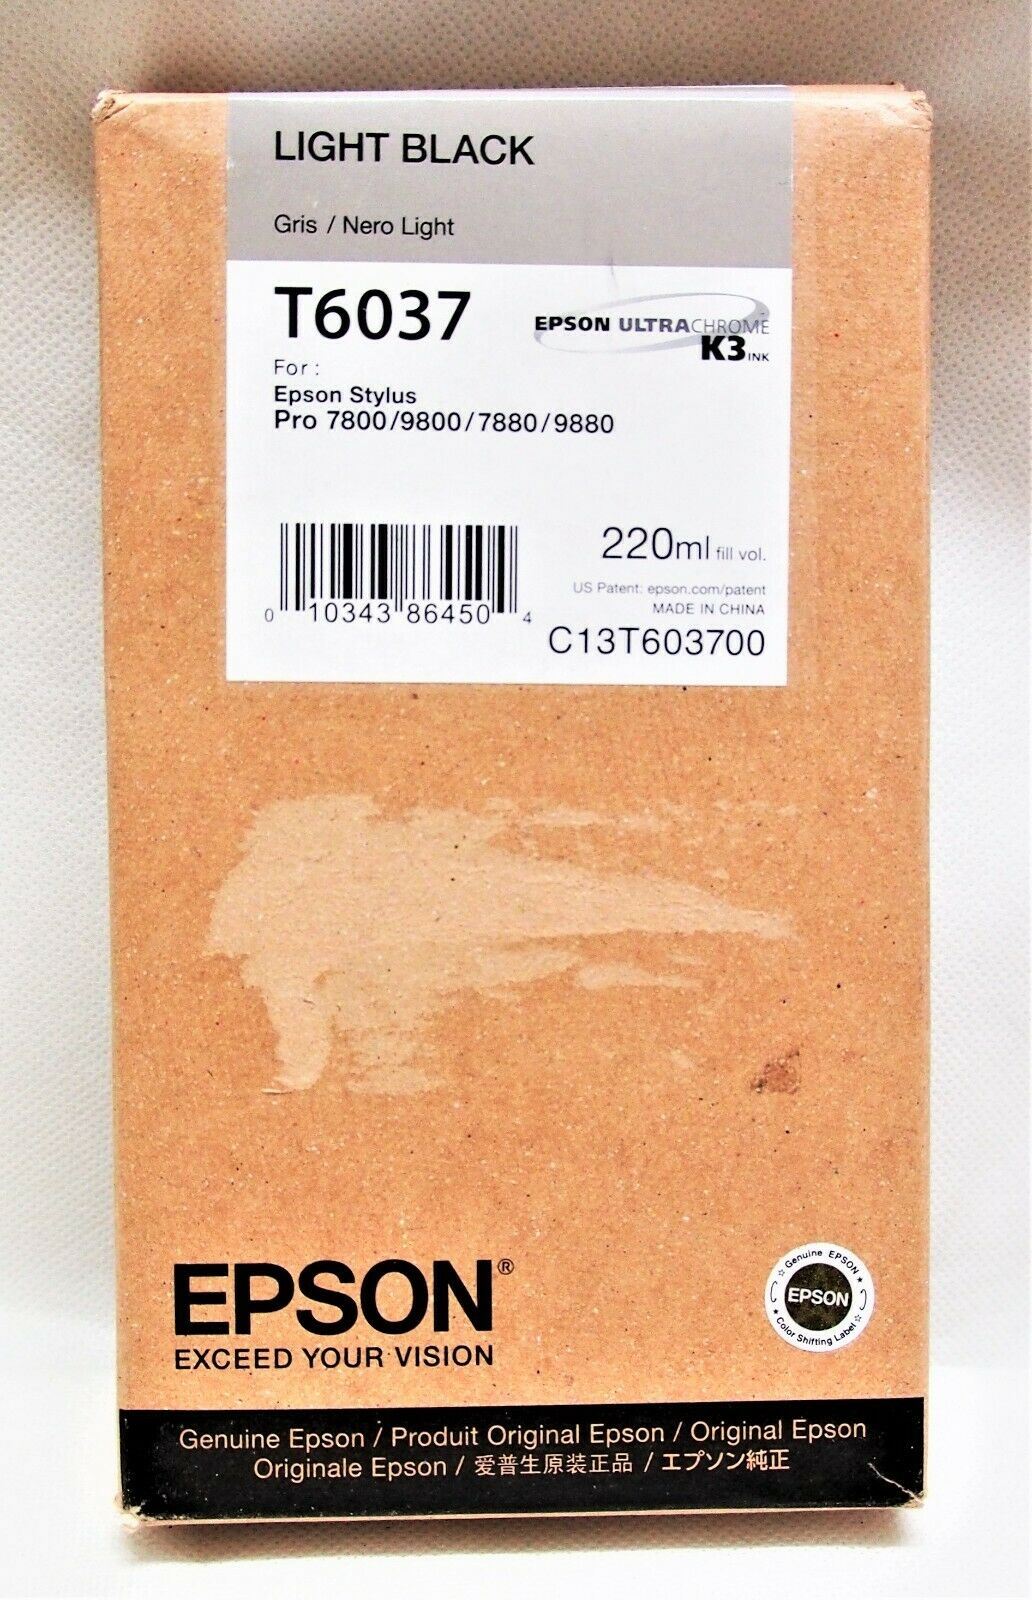 LIGHT BLACK
Gris / Nero Light
T6037
EPSON ULTRACHROME
K3 INK
For :
Epson Stylus
Pro 7800/9800/7880/9880
220ml fill vol.
US Patent: epson.com/patent
MADE IN CHINA
0 10343 86450 4
C13T603700
EPSON®
EXCEED YOUR VISION
Genuine EPSON
EPSON
Color Shifting Label
Genuine Epson / Produit Original Epson / Original Epson
Originale Epson / 爱普生原装正品 / エプソン純正